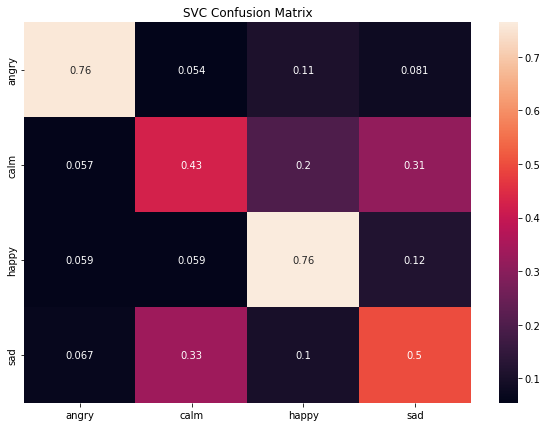 SVC Confusion Matrix
angry 0.76 0.054 0.11 0.081
calm 0.057 0.43 0.2 0.31
happy 0.059 0.059 0.76 0.12
sad 0.067 0.33 0.1 0.5
angry calm happy sad
0.7
0.6
0.5
0.4
0.3
0.2
0.1